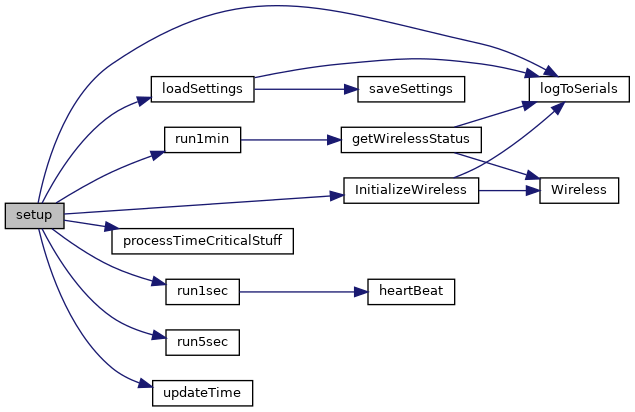 setup
loadSettings
saveSettings
logToSerials
run1min
getWirelessStatus
InitializeWireless
Wireless
processTimeCriticalStuff
run1sec
heartBeat
run5sec
updateTime